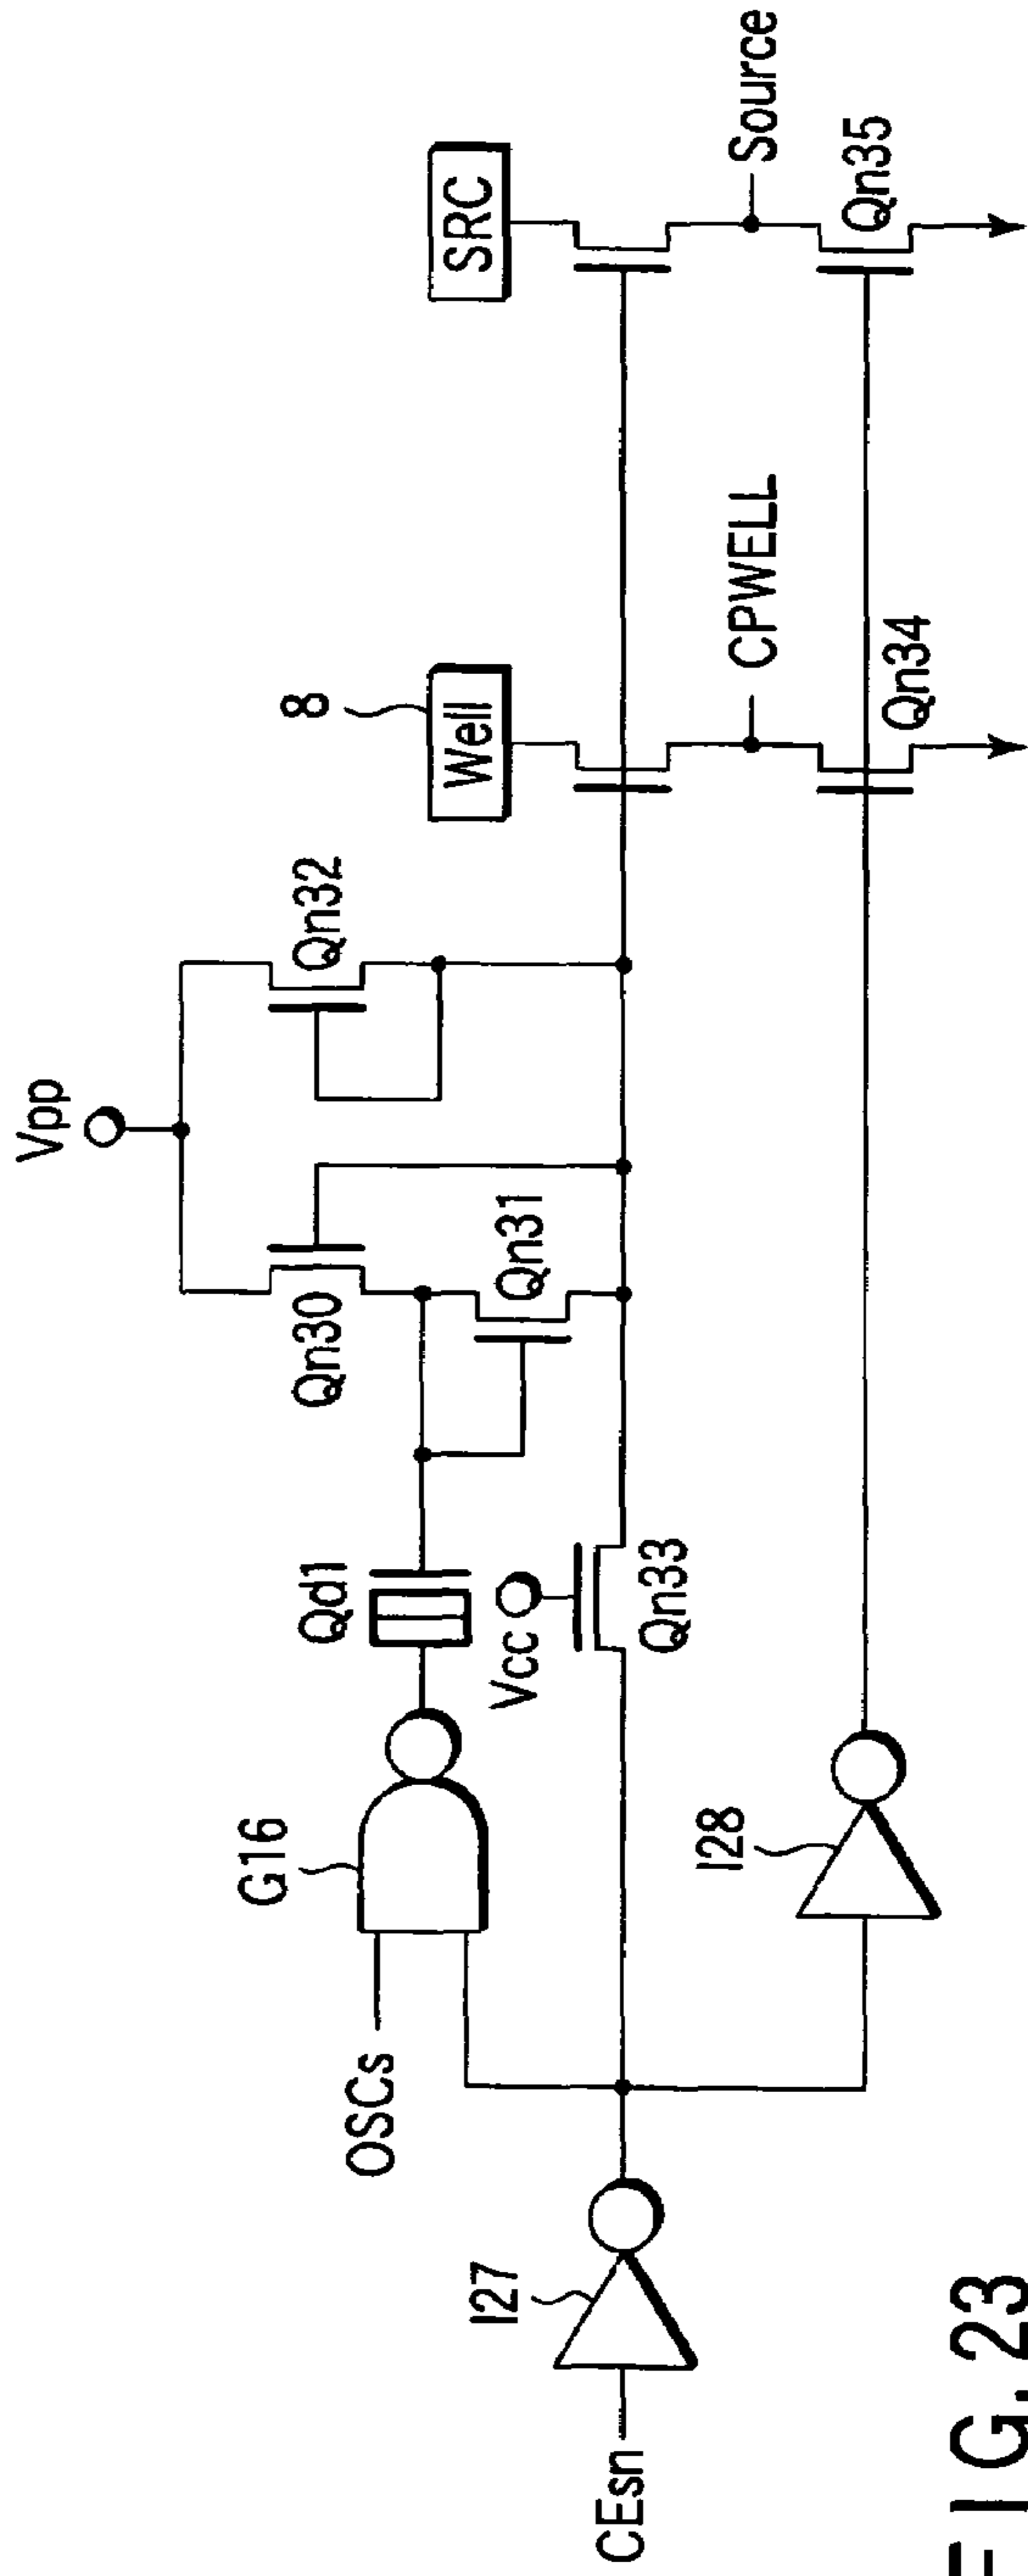 Vpp
Qn30
Qn32
Qn31
8
Well
SRC
G16
Qd1
OSCs
Vcc
Qn33
CPWELL
Source
I27
CEsn
I28
Qn34
Qn35
FIG. 23